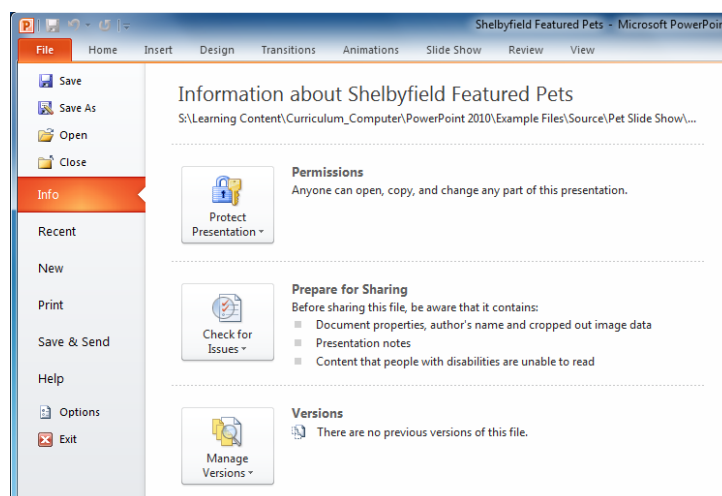 Shelbyfield Featured Pets - Microsoft PowerPoin
File Home Insert Design Transitions Animations Slide Show Review View
Save
Save As
Open
Close
Info
Recent
New
Print
Save & Send
Help
Options
Exit
Information about Shelbyfield Featured Pets
S:\Learning Content\Curriculum_Computer\PowerPoint 2010\Example Files\Source\Pet Slide Show\...
Protect
Presentation
Permissions
Anyone can open, copy, and change any part of this presentation.
Check for
Issues
Prepare for Sharing
Before sharing this file, be aware that it contains:
Document properties, author's name and cropped out image data
Presentation notes
Content that people with disabilities are unable to read
Manage
Versions
Versions
There are no previous versions of this file.